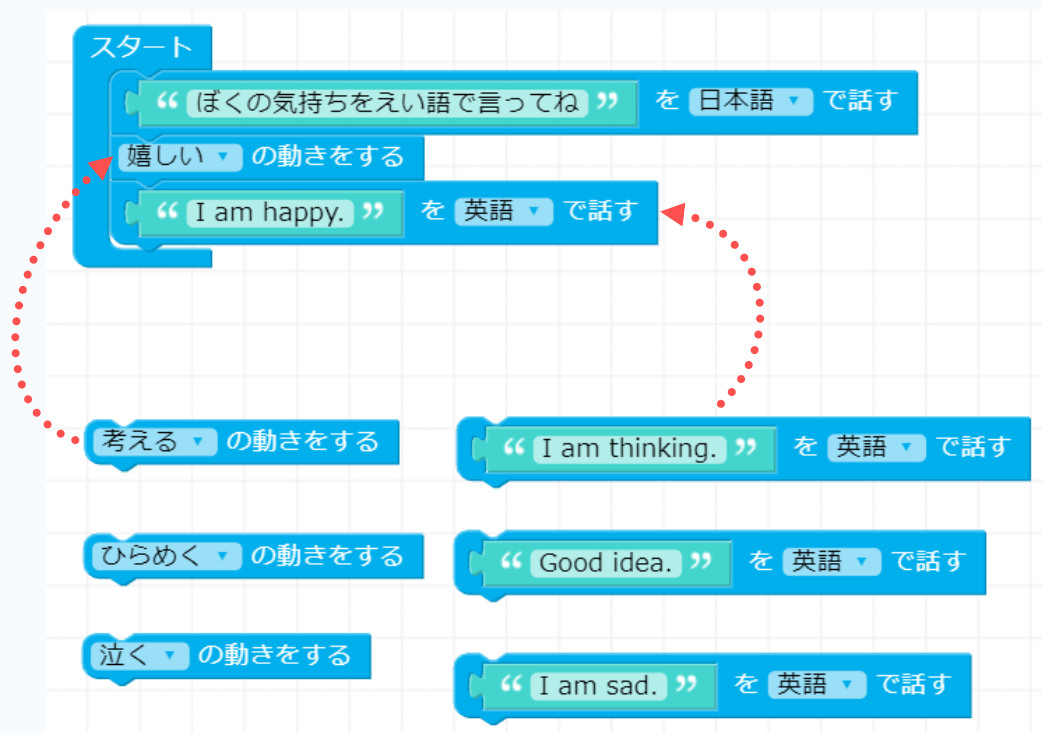 スタート
“ ぼくの気持ちをえい語で言ってね ” を 日本語 で話す
嬉しい の動きをする
“ I am happy. ” を 英語 で話す
考える の動きをする
“ I am thinking. ” を 英語 で話す
ひらめく の動きをする
“ Good idea. ” を 英語 で話す
泣く の動きをする
“ I am sad. ” を 英語 で話す